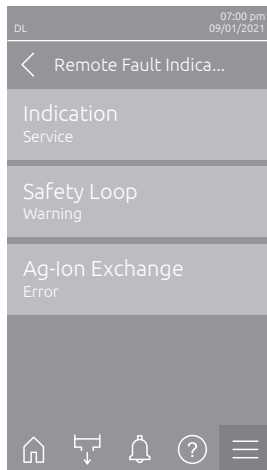 07:00 pm
DL 09/01/2021
Remote Fault Indica...
Indication
Service
Safety Loop
Warning
Ag-Ion Exchange
Error
?